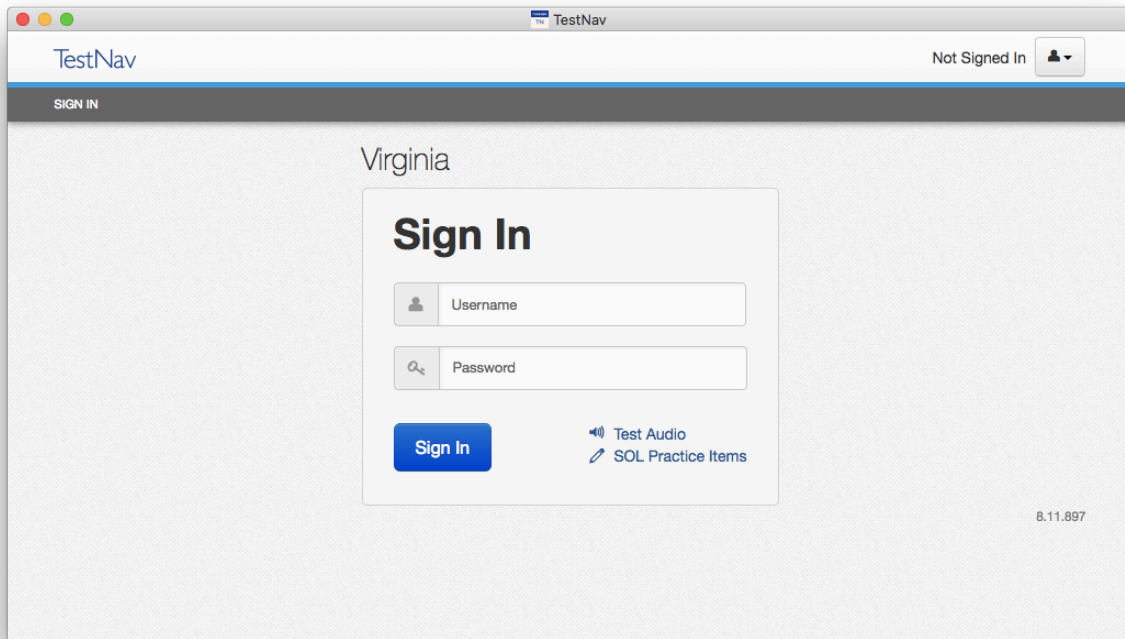 TN TestNav
TestNav
Not Signed In
SIGN IN
Virginia
Sign In
Username
Password
Sign In
Test Audio
SOL Practice Items
8.11.897